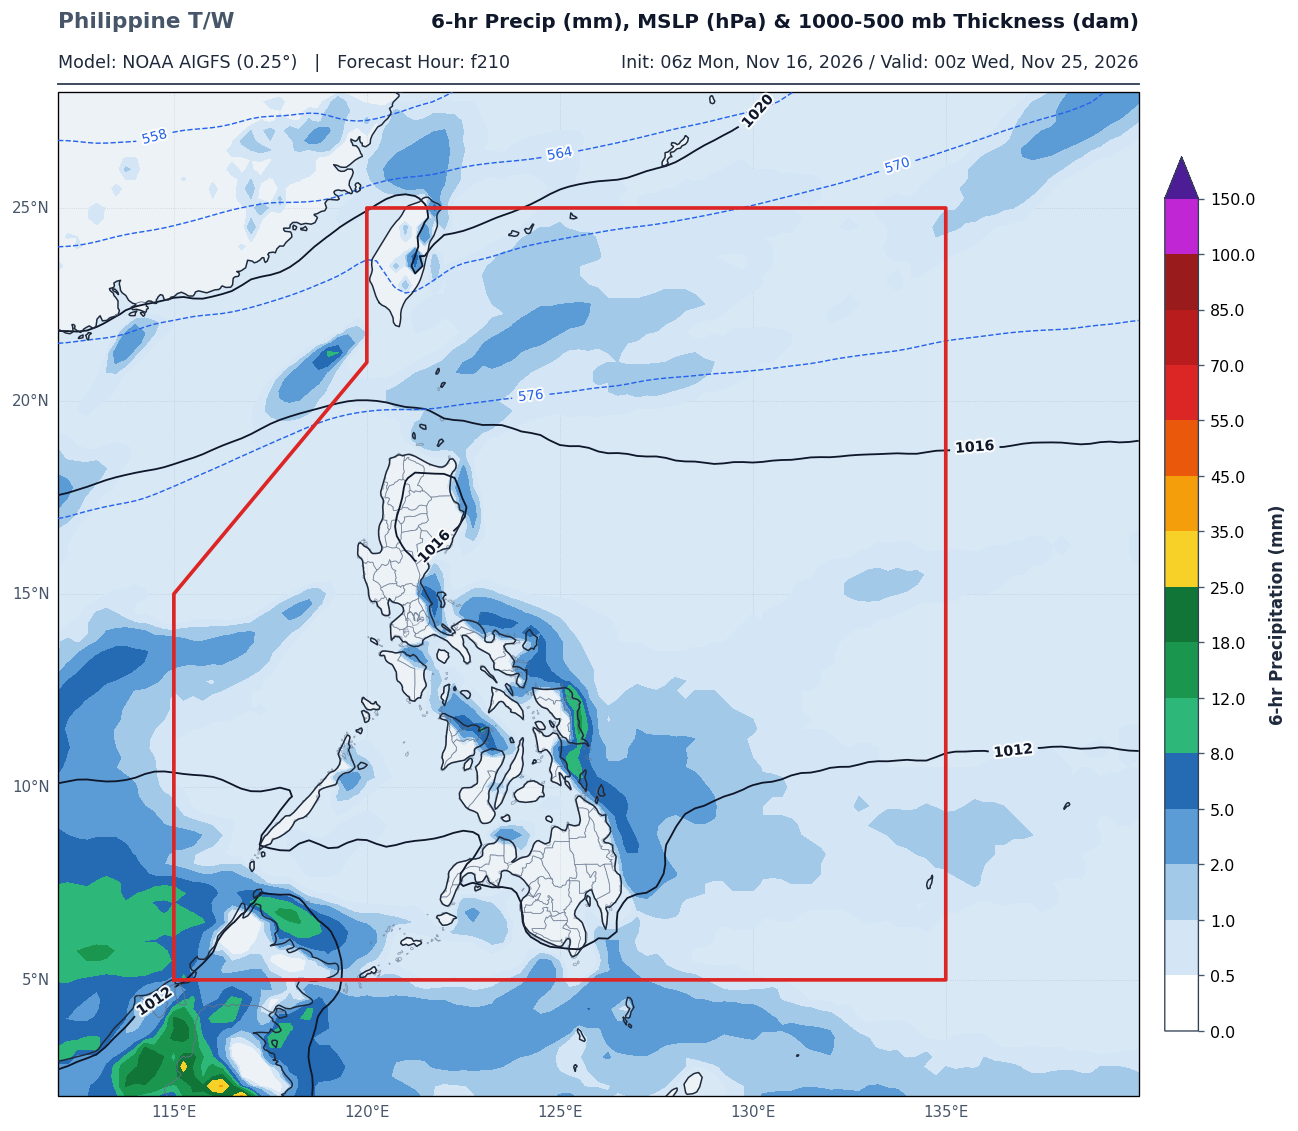 Philippine T/W
6-hr Precip (mm), MSLP (hPa) & 1000-500 mb Thickness (dam)
Model: NOAA AIGFS (0.25°) | Forecast Hour: f210
Init: 06z Mon, Nov 16, 2026 / Valid: 00z Wed, Nov 25, 2026
558
564
570
576
1020
1016
1016
1012
1012
25°N
20°N
15°N
10°N
5°N
115°E
120°E
125°E
130°E
135°E
150.0
100.0
85.0
70.0
55.0
45.0
35.0
25.0
18.0
12.0
8.0
5.0
2.0
1.0
0.5
0.0
6-hr Precipitation (mm)